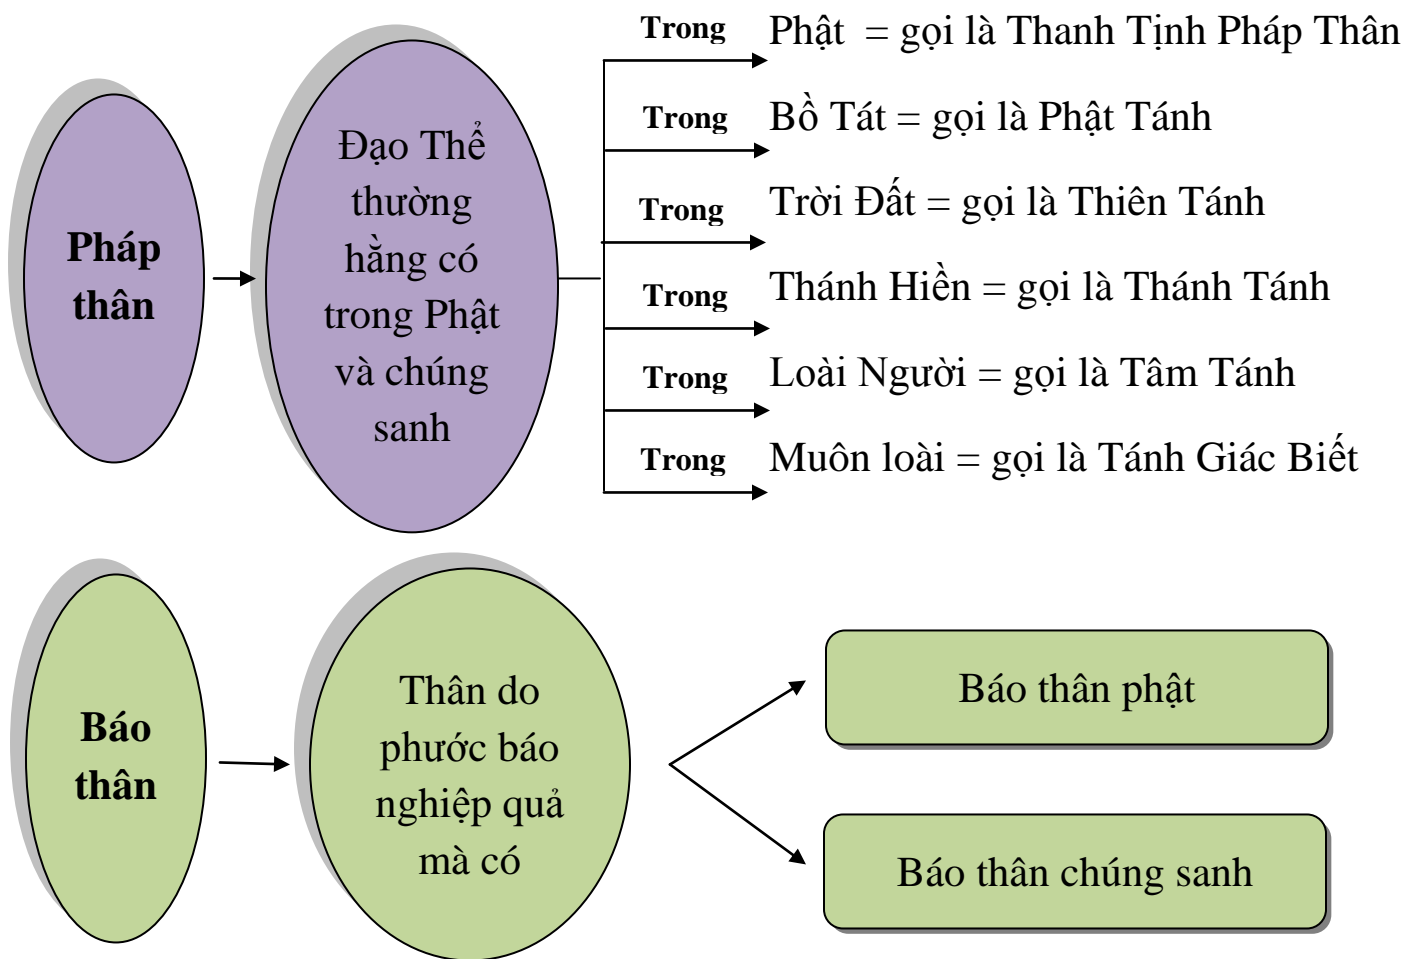 Trong Phật = gọi là Thanh Tịnh Pháp Thân
Trong Bồ Tát = gọi là Phật Tánh
Trong Trời Đất = gọi là Thiên Tánh
Trong Thánh Hiền = gọi là Thánh Tánh
Trong Loài Người = gọi là Tâm Tánh
Trong Muôn loài = gọi là Tánh Giác Biết
Pháp
thân
Đạo Thể
thường
hằng có
trong Phật
và chúng
sanh
Báo
thân
Thân do
phước báo
nghiệp quả
mà có
Báo thân phật
Báo thân chúng sanh